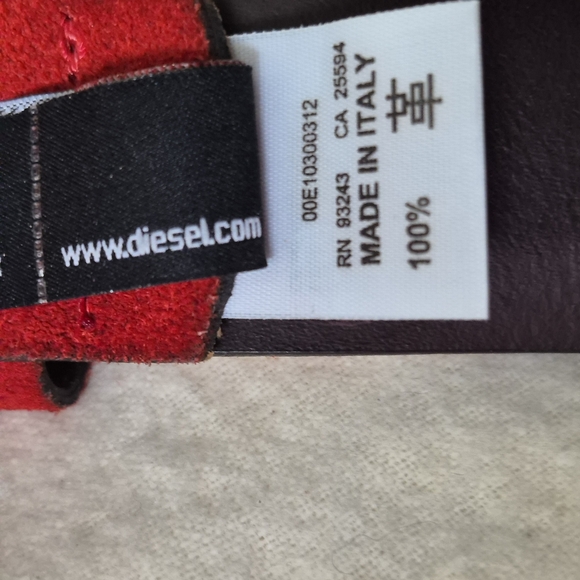 www.diesel.com
00E10300312
RN 93243 CA 25594
MADE IN ITALY
100% 革